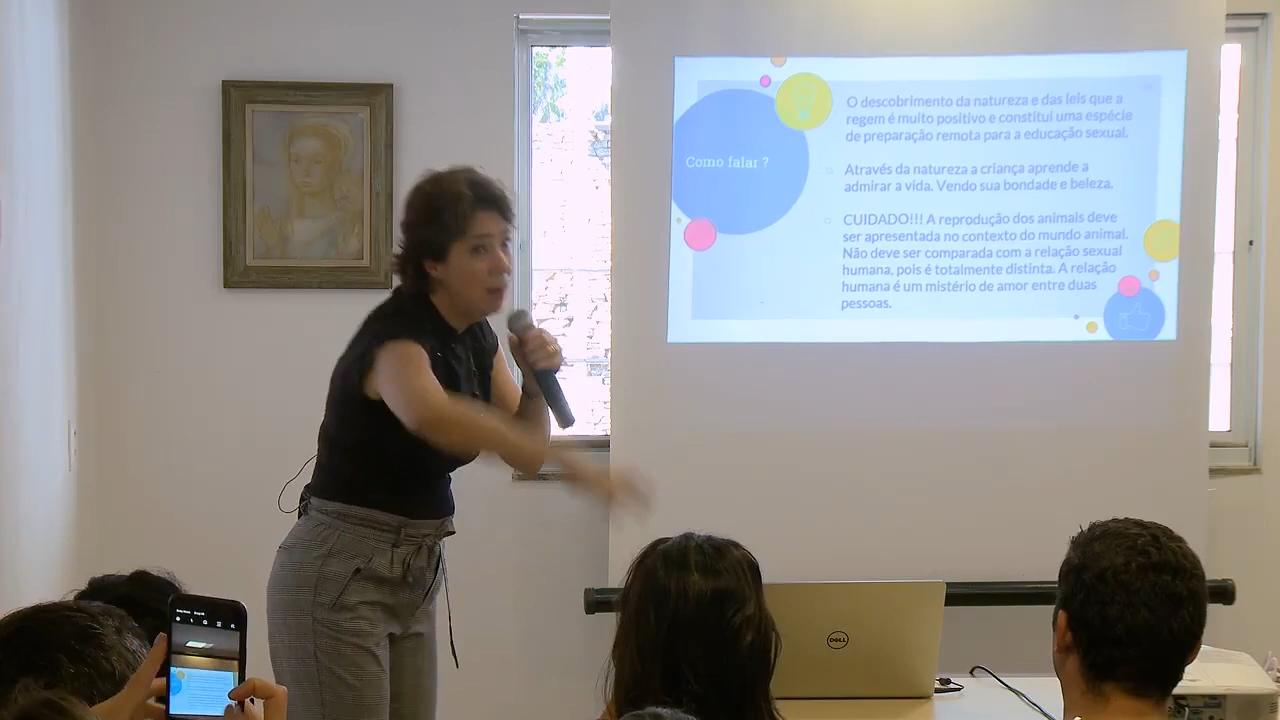 Como falar ?
O descobrimento da natureza e das leis que a
regem é muito positivo e constitui uma espécie
de preparação remota para a educação sexual.
Através da natureza a criança aprende a
admirar a vida. Vendo sua bondade e beleza.
CUIDADO!!! A reprodução dos animais deve
ser apresentada no contexto do mundo animal.
Não deve ser comparada com a relação sexual
humana, pois é totalmente distinta. A relação
humana é um mistério de amor entre duas
pessoas.
DELL